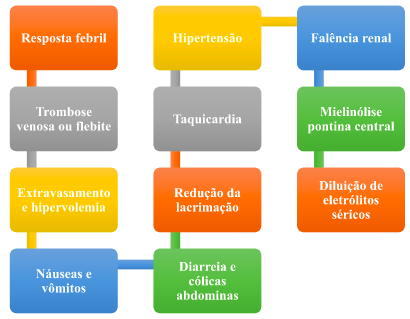 Resposta febril
Trombose
venosa ou flebite
Extravasamento
e hipervolemia
Náuseas e
vômitos
Diarreia e
cólicas
abdominas
Redução da
lacrimação
Taquicardia
Hipertensão
Falência renal
Mielinólise
pontina central
Diluição de
eletrólitos
séricos